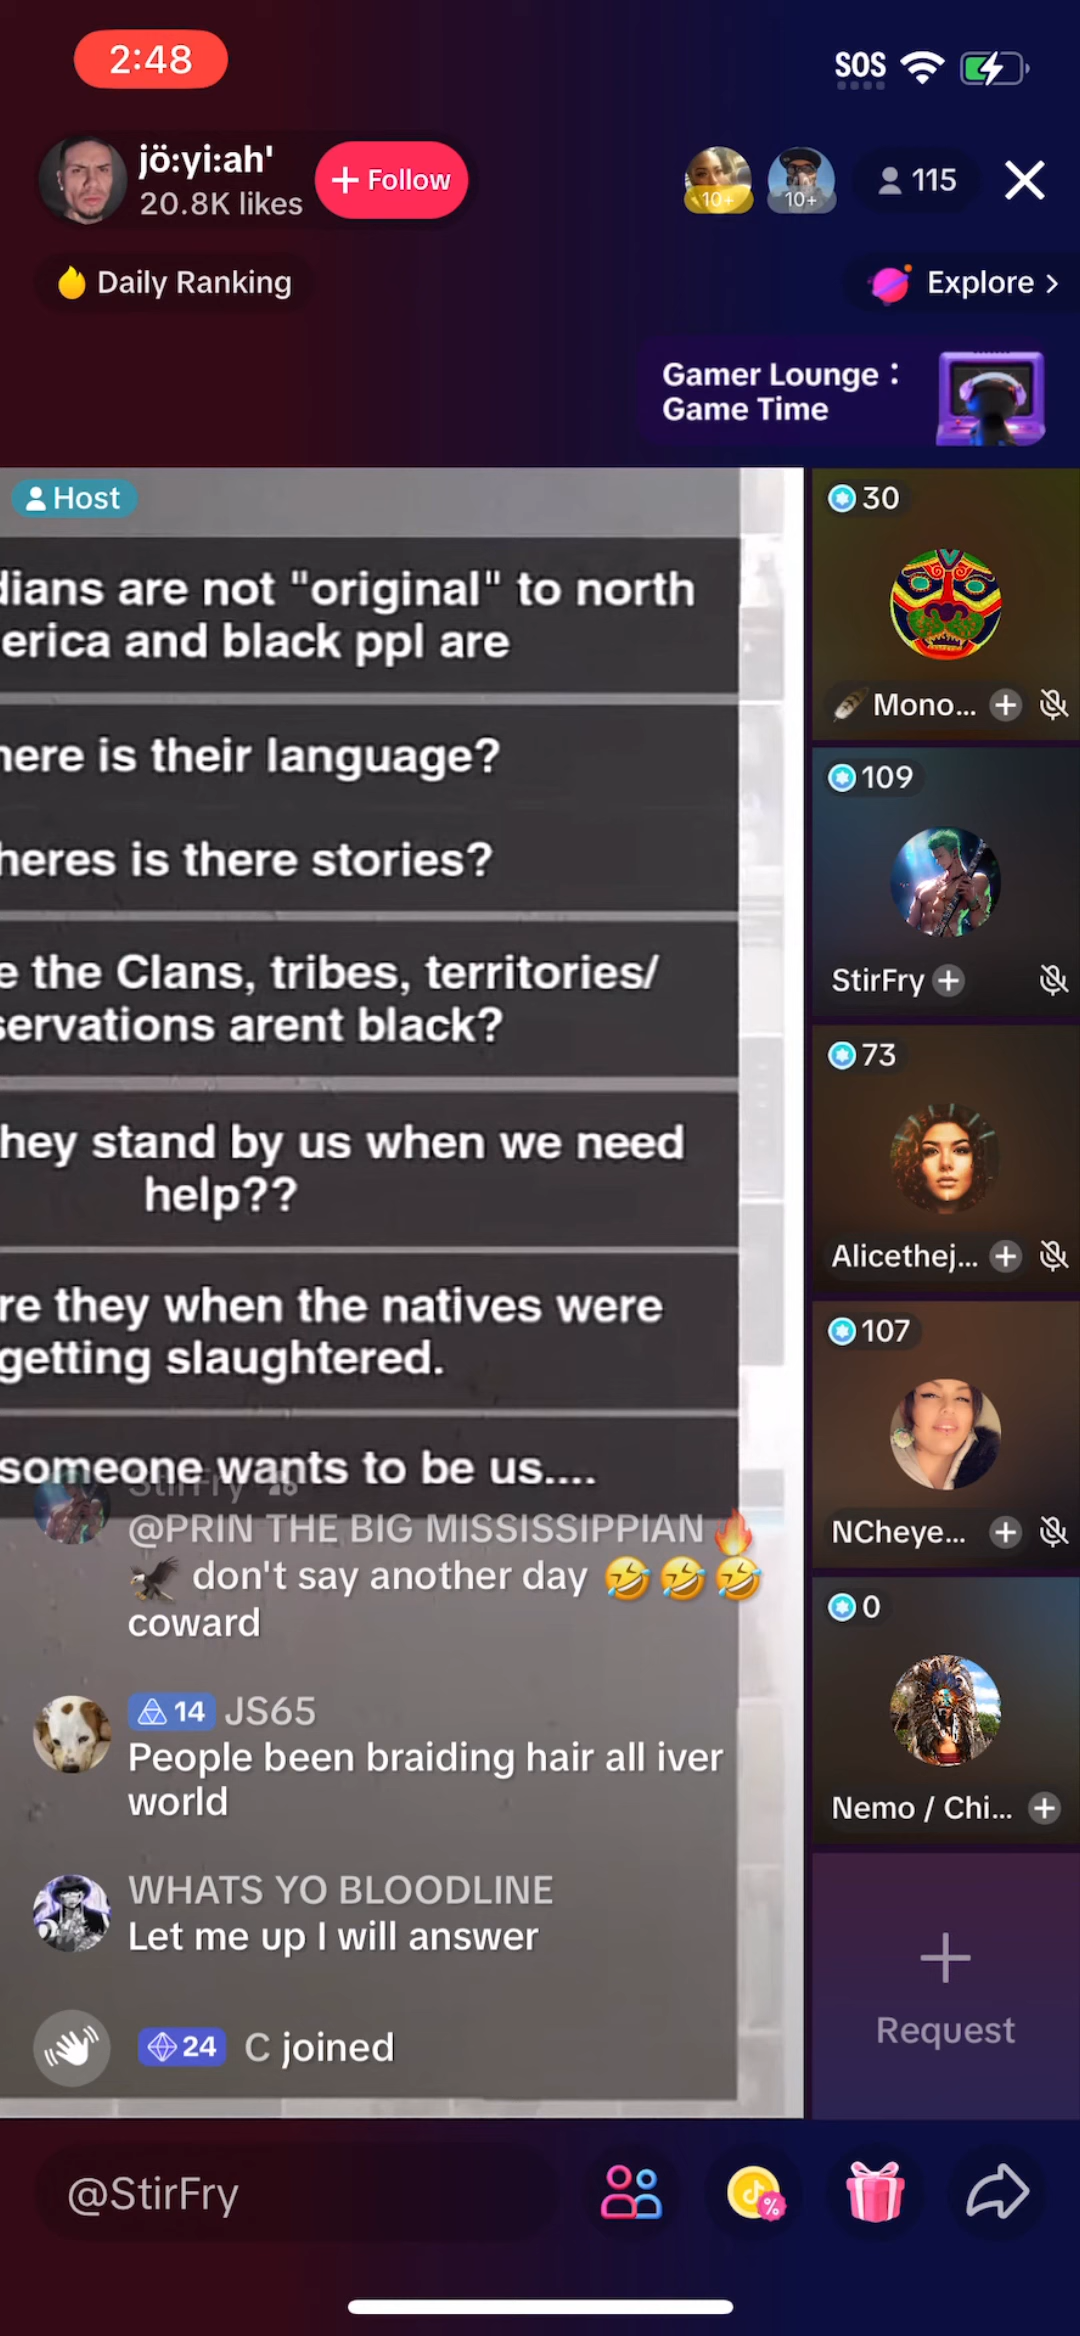 2:48
SOS
jö:yi:ah'
20.8K likes
+ Follow
10+
10+
115
Daily Ranking
Explore >
Gamer Lounge :
Game Time
Host
dians are not "original" to north
erica and black ppl are
here is their language?
heres is there stories?
e the Clans, tribes, territories/
servations arent black?
hey stand by us when we need
help??
re they when the natives were
getting slaughtered.
someone wants to be us....
StirFry
@PRIN THE BIG MISSISSIPPIAN🔥
🦅 don't say another day 🤣🤣🤣
coward
14 JS65
People been braiding hair all iver
world
WHATS YO BLOODLINE
Let me up I will answer
24 C joined
30
🪶 Mono...
109
StirFry
73
Alicethej...
107
NCheye...
0
Nemo / Chi...
Request
@StirFry